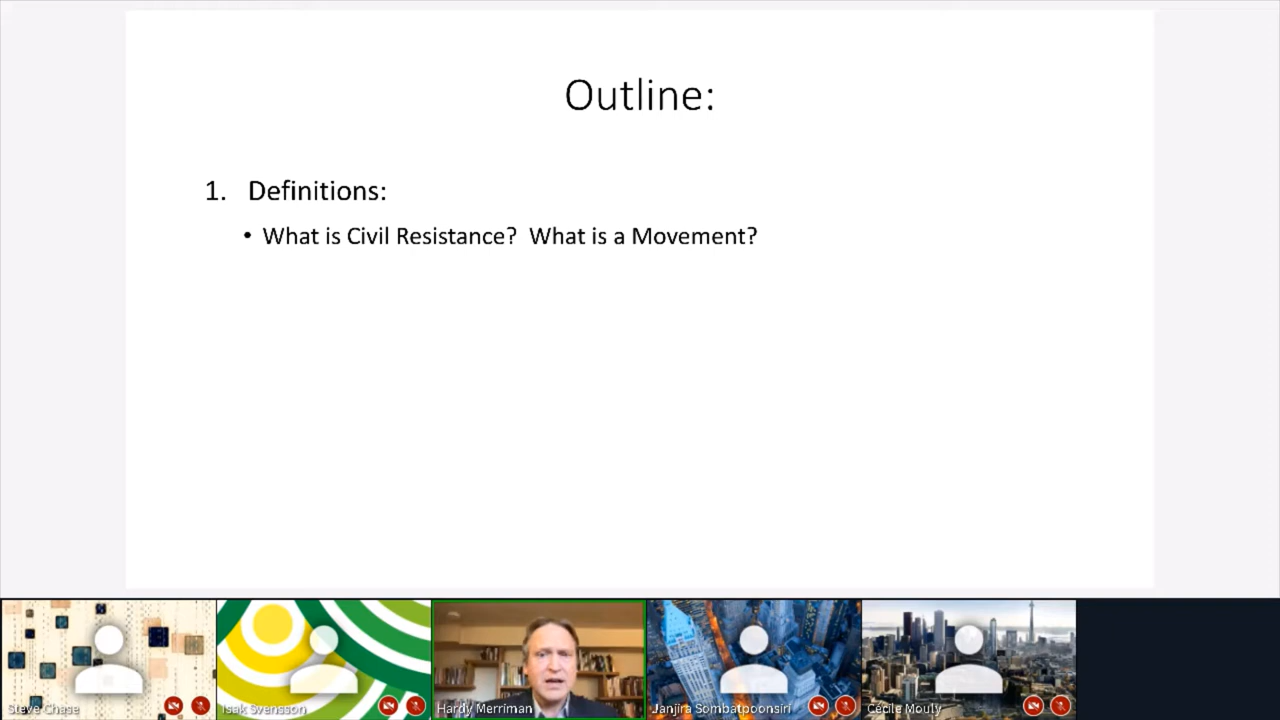 Outline:
1. Definitions:
• What is Civil Resistance? What is a Movement?
Steve Chase
Isak Svensson
Hardy Merriman
Janjira Sombatpoonsiri
Cécile Mouly